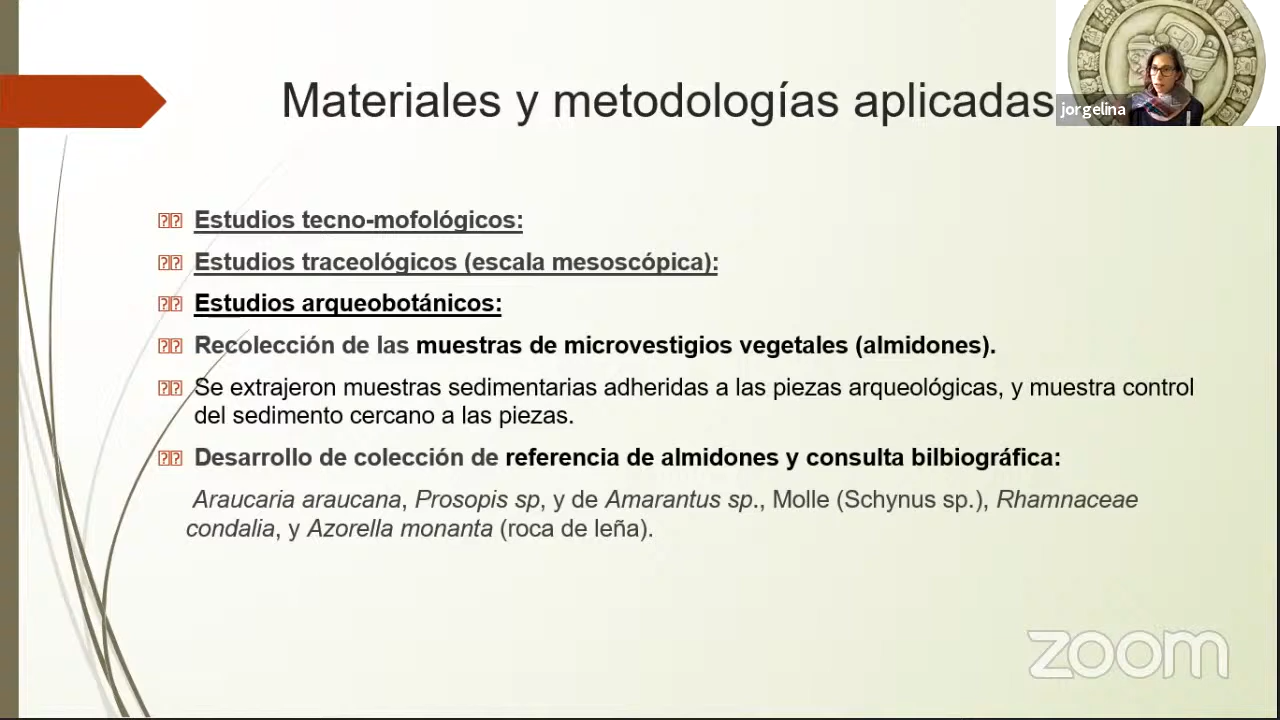 Materiales y metodologías aplicadas
jorgelina
Estudios tecno-mofológicos:
Estudios traceológicos (escala mesoscópica):
Estudios arqueobotánicos:
Recolección de las muestras de microvestigios vegetales (almidones).
Se extrajeron muestras sedimentarias adheridas a las piezas arqueológicas, y muestra control
del sedimento cercano a las piezas.
Desarrollo de colección de referencia de almidones y consulta bilbiográfica:
Araucaria araucana, Prosopis sp, y de Amarantus sp., Molle (Schynus sp.), Rhamnaceae
condalia, y Azorella monanta (roca de leña).
zoom